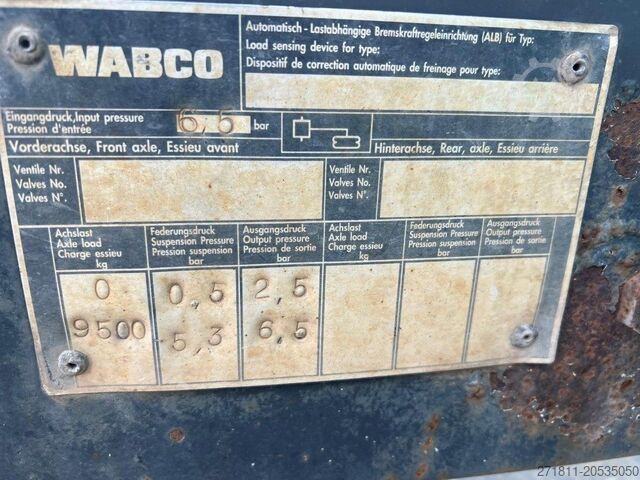 WABCO
Automatisch - Lastabhängige Bremskraftregeleinrichtung (ALB) für Typ:
Load sensing device for type:
Dispositif de correction automatique de freinage pour type:
Eingangdruck,Input pressure
Pression d'entrée
6,5 bar
Vorderachse, Front axle, Essieu avant
Hinterachse, Rear, axle, Essieu arrière
Ventile Nr.
Valves No.
Valves N°.
Ventile Nr.
Valves No.
Valves N°.
Achslast
Axle load
Charge essieu
kg
Federungsdruck
Suspension Pressure
Pression suspension
bar
Ausgangsdruck
Output pressure
Pression de sortie
bar
Achslast
Axle load
Charge essieu
kg
Federungsdruck
Suspension Pressure
Pression suspension
bar
Ausgangsdruck
Output pressure
Pression de sortie
bar
0 0,5 2,5
9500 5,3 6,5
271811-20535050